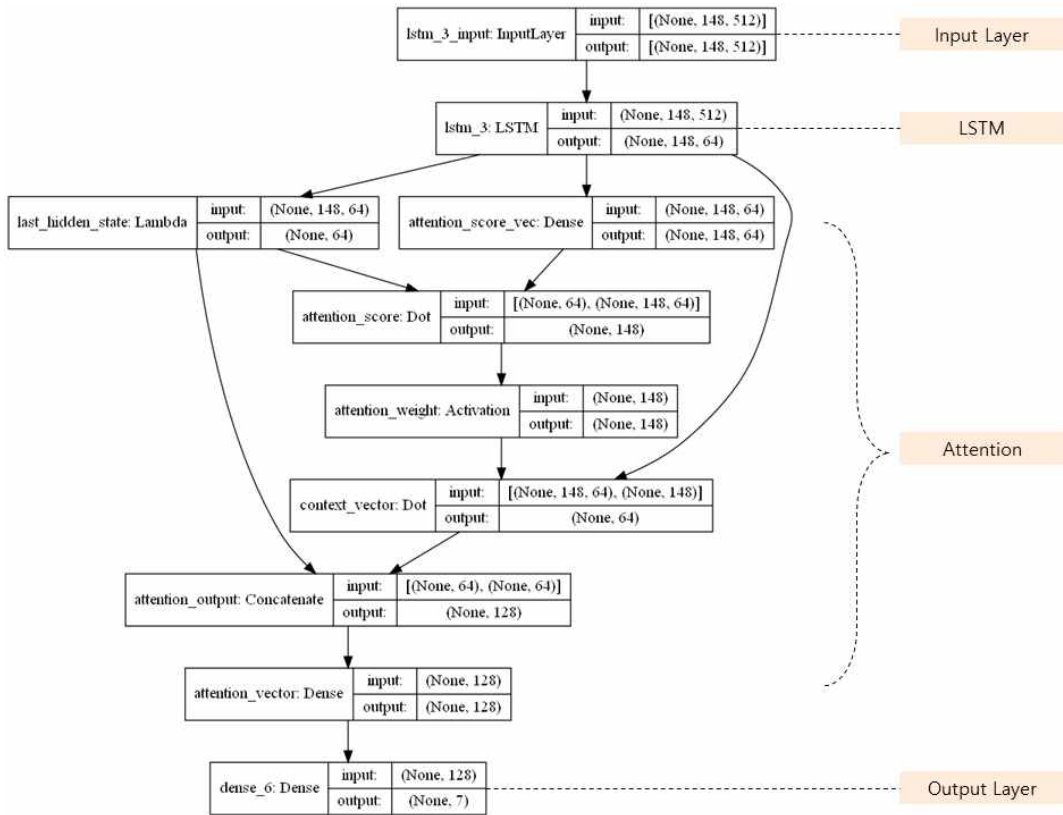 lstm_3_input: InputLayer
input:
[(None, 148, 512)]
output:
[(None, 148, 512)]
Input Layer
lstm_3: LSTM
input:
(None, 148, 512)
output:
(None, 148, 64)
LSTM
last_hidden_state: Lambda
input:
(None, 148, 64)
output:
(None, 64)
attention_score_vec: Dense
input:
(None, 148, 64)
output:
(None, 148, 64)
attention_score: Dot
input:
[(None, 64), (None, 148, 64)]
output:
(None, 148)
attention_weight: Activation
input:
(None, 148)
output:
(None, 148)
Attention
context_vector: Dot
input:
[(None, 148, 64), (None, 148)]
output:
(None, 64)
attention_output: Concatenate
input:
[(None, 64), (None, 64)]
output:
(None, 128)
attention_vector: Dense
input:
(None, 128)
output:
(None, 128)
dense_6: Dense
input:
(None, 128)
output:
(None, 7)
Output Layer